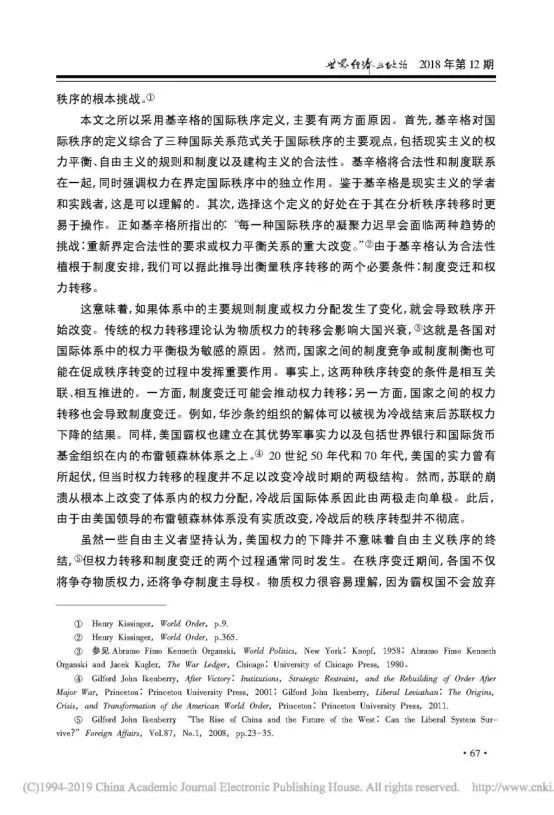 世界经济与政治 2018 年第 12 期
秩序的根本挑战。①
本文之所以采用基辛格的国际秩序定义,主要有两方面原因。首先,基辛格对国
际秩序的定义综合了三种国际关系范式关于国际秩序的主要观点,包括现实主义的权
力平衡、自由主义的规则和制度以及建构主义的合法性。基辛格将合法性和制度联系
在一起,同时强调权力在界定国际秩序中的独立作用。鉴于基辛格是现实主义的学者
和实践者,这是可以理解的。其次,选择这个定义的好处在于其在分析秩序转移时更
易于操作。正如基辛格所指出的:“每一种国际秩序的凝聚力迟早会面临两种趋势的
挑战:重新界定合法性的要求或权力平衡关系的重大改变。”②由于基辛格认为合法性
植根于制度安排,我们可以据此推导出衡量秩序转移的两个必要条件:制度变迁和权
力转移。
这意味着,如果体系中的主要规则制度或权力分配发生了变化,就会导致秩序开
始改变。传统的权力转移理论认为物质权力的转移会影响大国兴衰,③这就是各国对
国际体系中的权力平衡极为敏感的原因。然而,国家之间的制度竞争或制度制衡也可
能在促成秩序转变的过程中发挥重要作用。事实上,这两种秩序转变的条件是相互关
联、相互推进的。一方面,制度变迁可能会推动权力转移;另一方面,国家之间的权力
转移也会导致制度变迁。例如,华沙条约组织的解体可以被视为冷战结束后苏联权力
下降的结果。同样,美国霸权也建立在其优势军事实力以及包括世界银行和国际货币
基金组织在内的布雷顿森林体系之上。④ 20 世纪 50 年代和 70 年代,美国的实力曾有
所起伏,但当时权力转移的程度并不足以改变冷战时期的两极结构。然而,苏联的崩
溃从根本上改变了体系内的权力分配,冷战后国际体系因此由两极走向单极。此后,
由于由美国领导的布雷顿森林体系没有实质改变,冷战后的秩序转型并不彻底。
虽然一些自由主义者坚持认为,美国权力的下降并不意味着自由主义秩序的终
结,⑤但权力转移和制度变迁的两个过程通常同时发生。在秩序变迁期间,各国不仅
将争夺物质权力,还将争夺制度主导权。物质权力很容易理解,因为霸权国不会放弃
① Henry Kissinger, World Order, p.9.
② Henry Kissinger, World Order, p.365.
③ 参见 Abramo Fimo Kenneth Organski, World Politics, New York: Knopf, 1958; Abramo Fimo Kenneth
Organski and Jacek Kugler, The War Ledger, Chicago: University of Chicago Press, 1980。
④ Gilford John Ikenberry, After Victory: Institutions, Strategic Restraint, and the Rebuilding of Order After
Major War, Princeton: Princeton University Press, 2001; Gilford John Ikenberry, Liberal Leviathan: The Origins,
Crisis, and Transformation of the American World Order, Princeton: Princeton University Press, 2011.
⑤ Gilford John Ikenberry “The Rise of China and the Future of the West: Can the Liberal System Sur-
vive?” Foreign Affairs, Vol.87, No.1, 2008, pp.23-35.
·67·
(C)1994-2019 China Academic Journal Electronic Publishing House. All rights reserved. http://www.cnki.